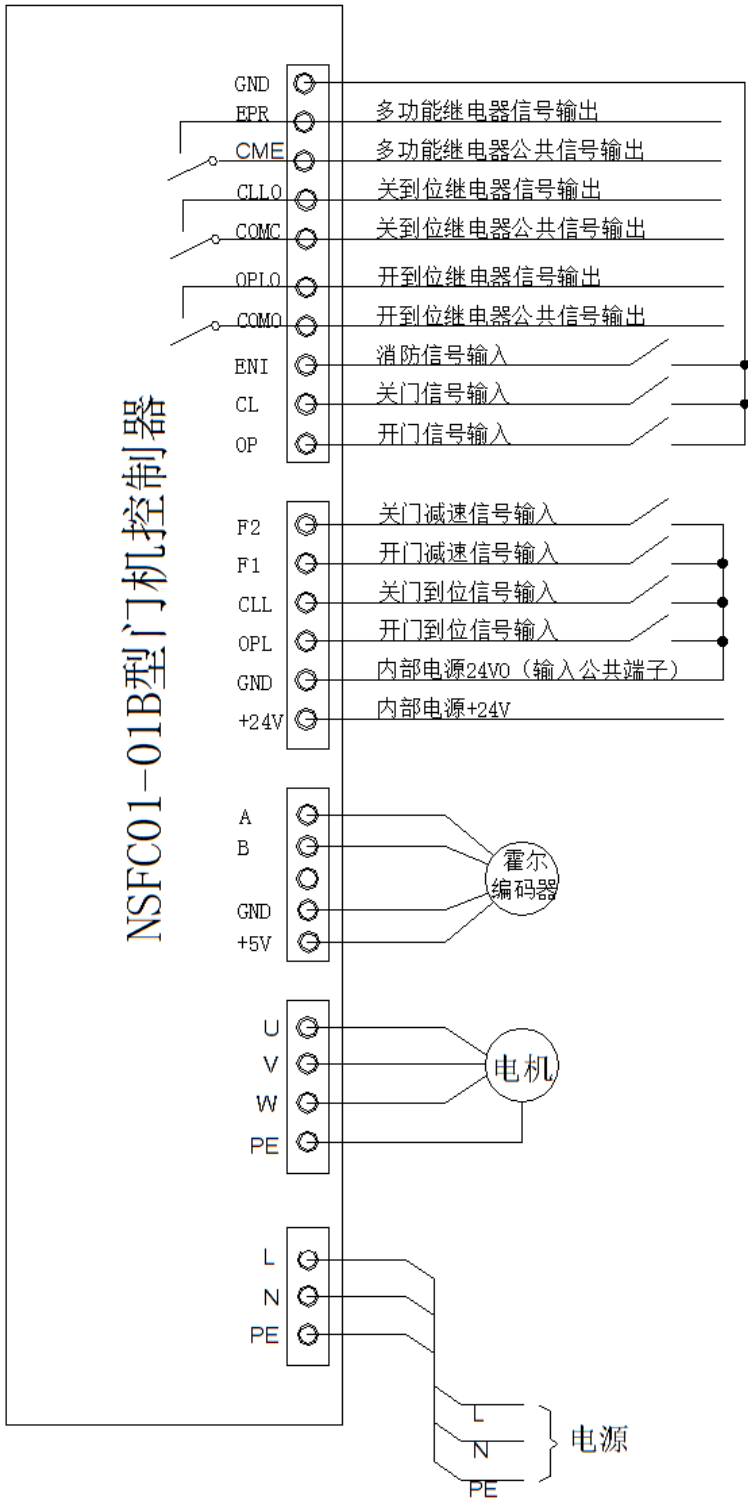 GND
EPR 多功能继电器信号输出
CME 多功能继电器公共信号输出
CLLO 关到位继电器信号输出
COMC 关到位继电器公共信号输出
OPLO 开到位继电器信号输出
COMO 开到位继电器公共信号输出
ENI 消防信号输入
CL 关门信号输入
OP 开门信号输入
NSFC01-01B型门机控制器
F2 关门减速信号输入
F1 开门减速信号输入
CLL 关门到位信号输入
OPL 开门到位信号输入
GND 内部电源24V0（输入公共端子）
+24V 内部电源+24V
A
B
GND
+5V
霍尔
编码器
U
V
W
PE
电机
L
N
PE
L
N
PE
电源